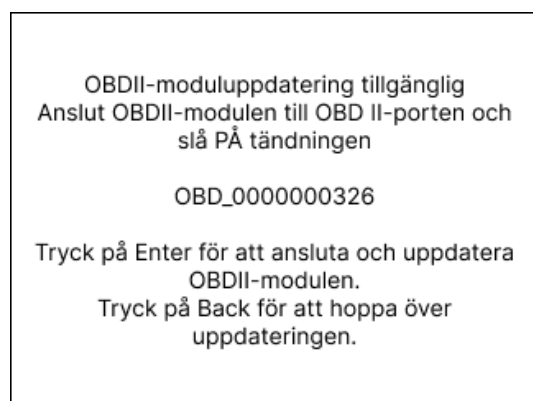 OBDII-moduluppdatering tillgänglig
Anslut OBDII-modulen till OBD II-porten och
slå PÅ tändningen
OBD_0000000326
Tryck på Enter för att ansluta och uppdatera
OBDII-modulen.
Tryck på Back för att hoppa över
uppdateringen.